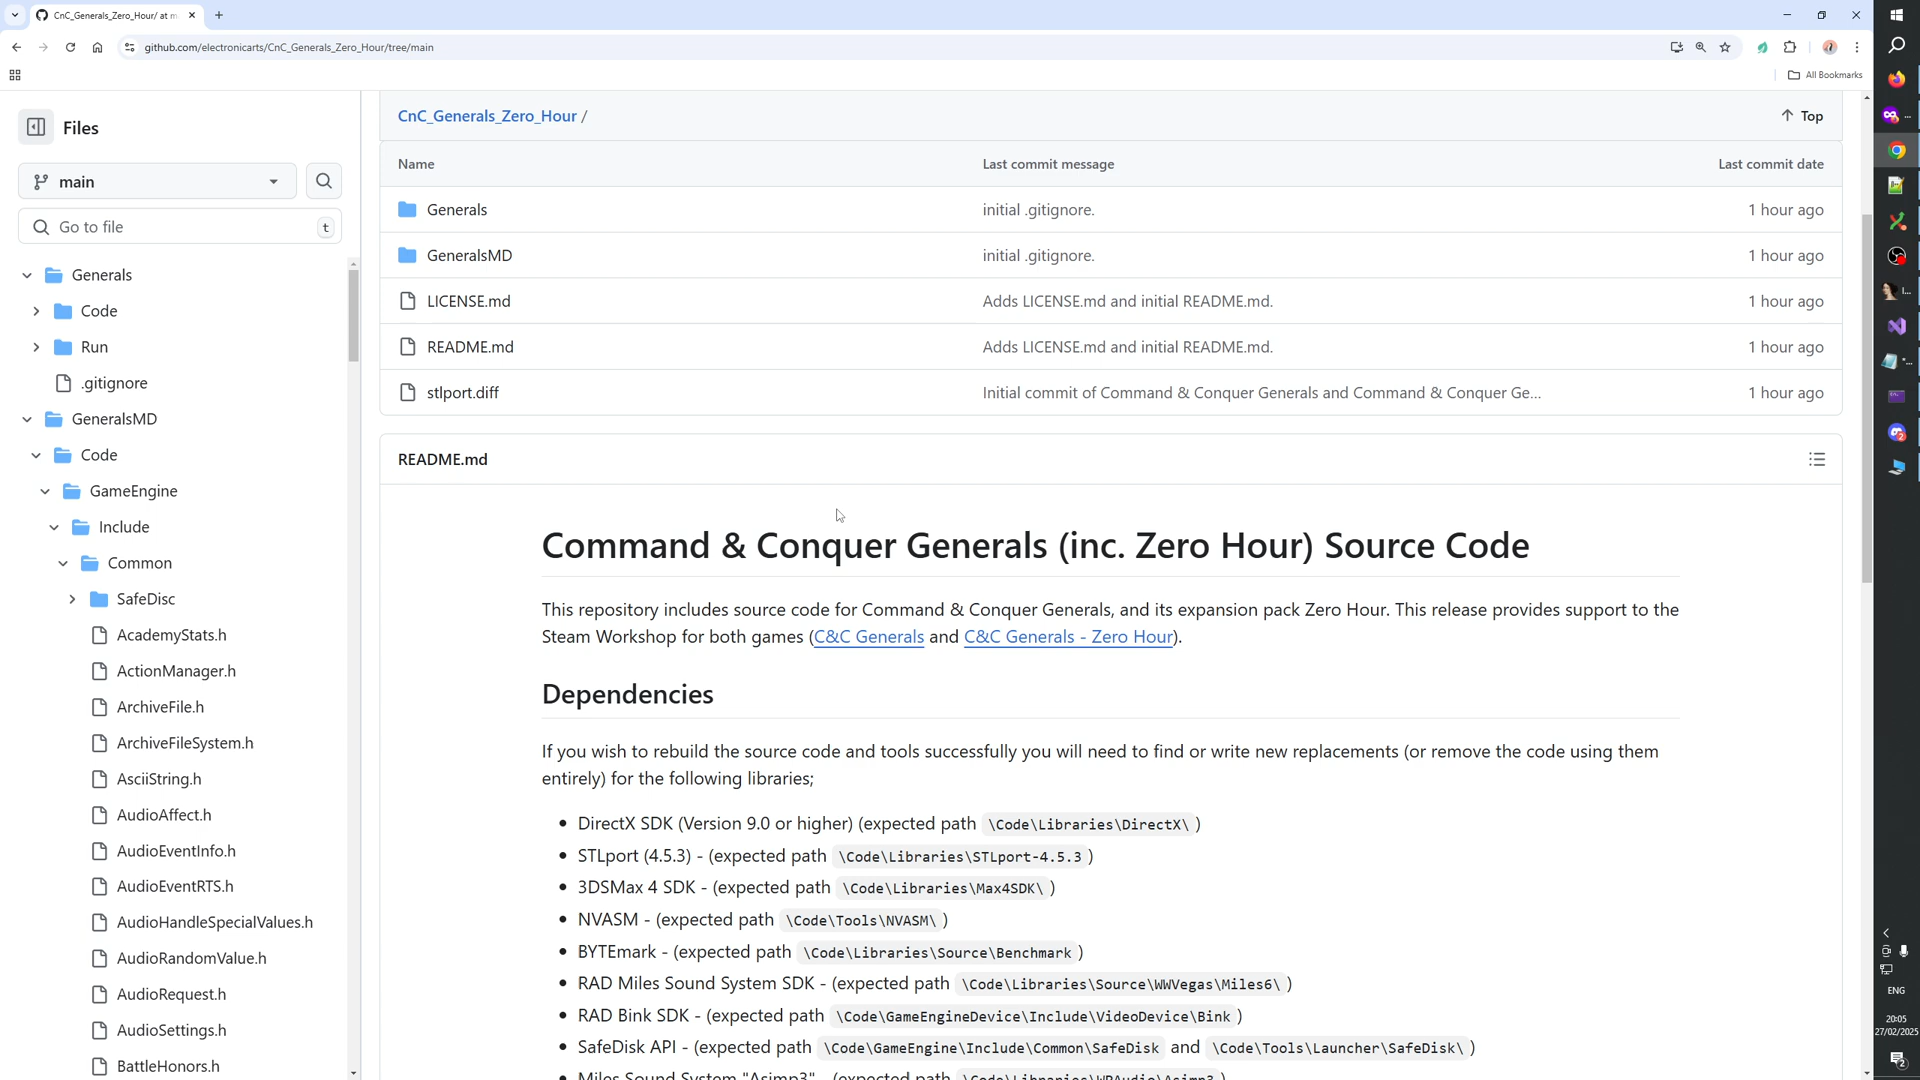 CnC_Generals_Zero_Hour/ at m
github.com/electronicarts/CnC_Generals_Zero_Hour/tree/main
All Bookmarks
Files
main
Go to file
t
Generals
Code
Run
.gitignore
GeneralsMD
Code
GameEngine
Include
Common
SafeDisc
AcademyStats.h
ActionManager.h
ArchiveFile.h
ArchiveFileSystem.h
AsciiString.h
AudioAffect.h
AudioEventInfo.h
AudioEventRTS.h
AudioHandleSpecialValues.h
AudioRandomValue.h
AudioRequest.h
AudioSettings.h
BattleHonors.h
CnC_Generals_Zero_Hour /
Top
Name Last commit message Last commit date
Generals initial .gitignore. 1 hour ago
GeneralsMD initial .gitignore. 1 hour ago
LICENSE.md Adds LICENSE.md and initial README.md. 1 hour ago
README.md Adds LICENSE.md and initial README.md. 1 hour ago
stlport.diff Initial commit of Command & Conquer Generals and Command & Conquer Ge... 1 hour ago
README.md
Command & Conquer Generals (inc. Zero Hour) Source Code
This repository includes source code for Command & Conquer Generals, and its expansion pack Zero Hour. This release provides support to the
Steam Workshop for both games (C&C Generals and C&C Generals - Zero Hour).
Dependencies
If you wish to rebuild the source code and tools successfully you will need to find or write new replacements (or remove the code using them
entirely) for the following libraries;
• DirectX SDK (Version 9.0 or higher) (expected path \Code\Libraries\DirectX\ )
• STLport (4.5.3) - (expected path \Code\Libraries\STLport-4.5.3 )
• 3DSMax 4 SDK - (expected path \Code\Libraries\Max4SDK\ )
• NVASM - (expected path \Code\Tools\NVASM\ )
• BYTEmark - (expected path \Code\Libraries\Source\Benchmark )
• RAD Miles Sound System SDK - (expected path \Code\Libraries\Source\WWVegas\Miles6\ )
• RAD Bink SDK - (expected path \Code\GameEngineDevice\Include\VideoDevice\Bink )
• SafeDisk API - (expected path \Code\GameEngine\Include\Common\SafeDisk and \Code\Tools\Launcher\SafeDisk\ )
• Miles Sound System "Asimp3" - (expected path \Code\Libraries\WPAudio\Asimp3 )
ENG
20:05
27/02/2025